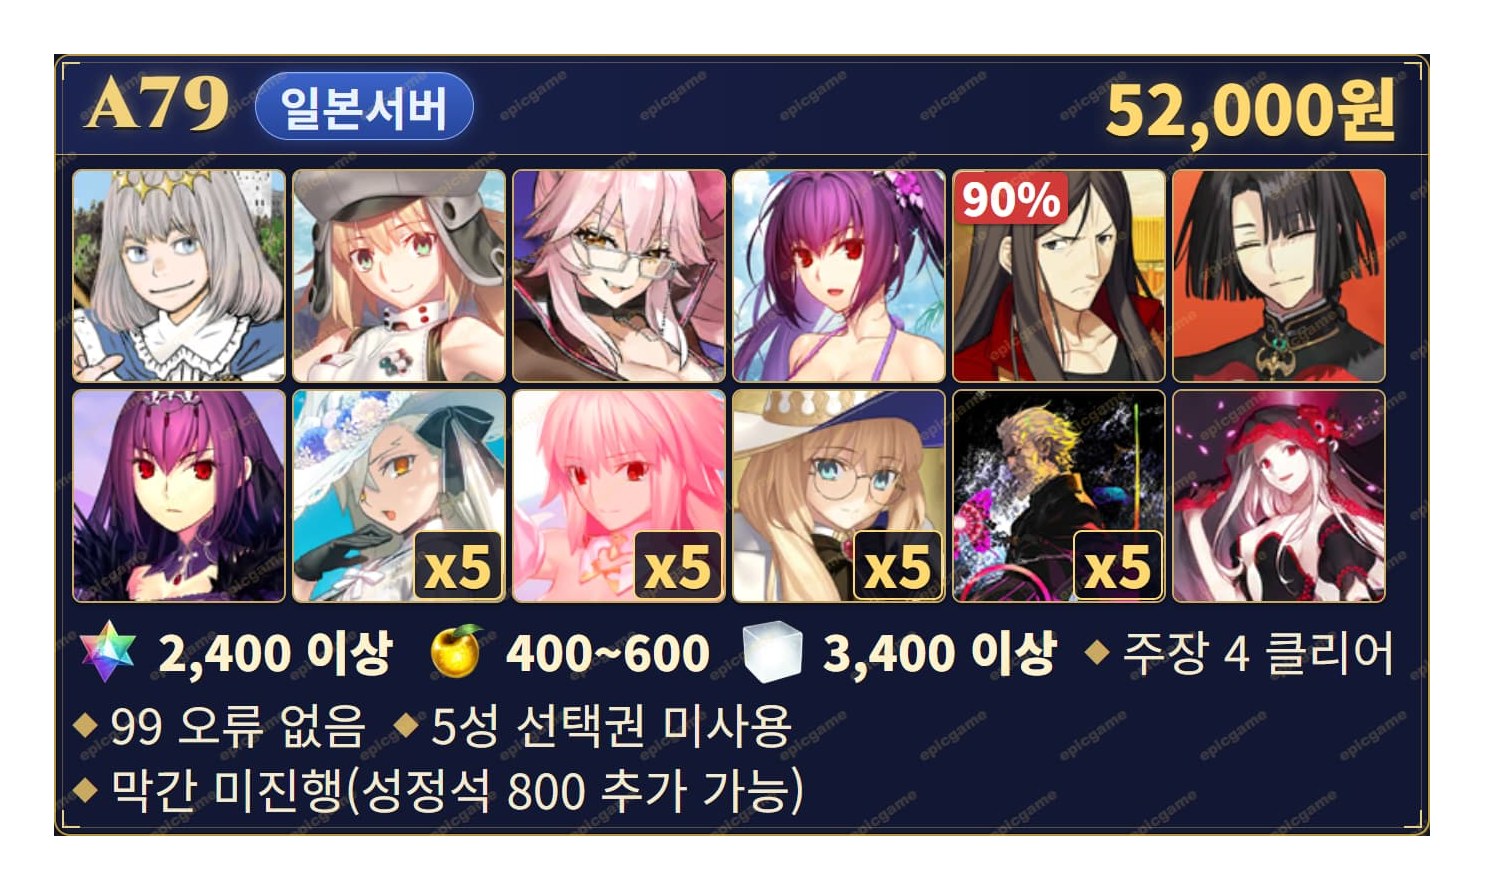 A79 일본서버 52,000원
90%
x5 x5 x5 x5
2,400 이상 400~600 3,400 이상 ◆ 주장 4 클리어
◆ 99 오류 없음 ◆ 5성 선택권 미사용
◆ 막간 미진행(성정석 800 추가 가능)
epicgame